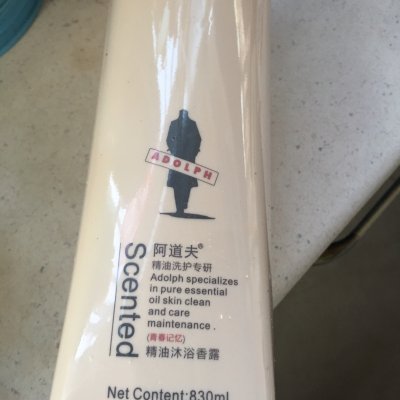 ADOLPH
阿道夫®
精油洗护专研
Adolph specializes
in pure essential
oil skin clean
and care
maintenance .
(青春记忆)
精油沐浴香露
Scented
Net Content:830ml